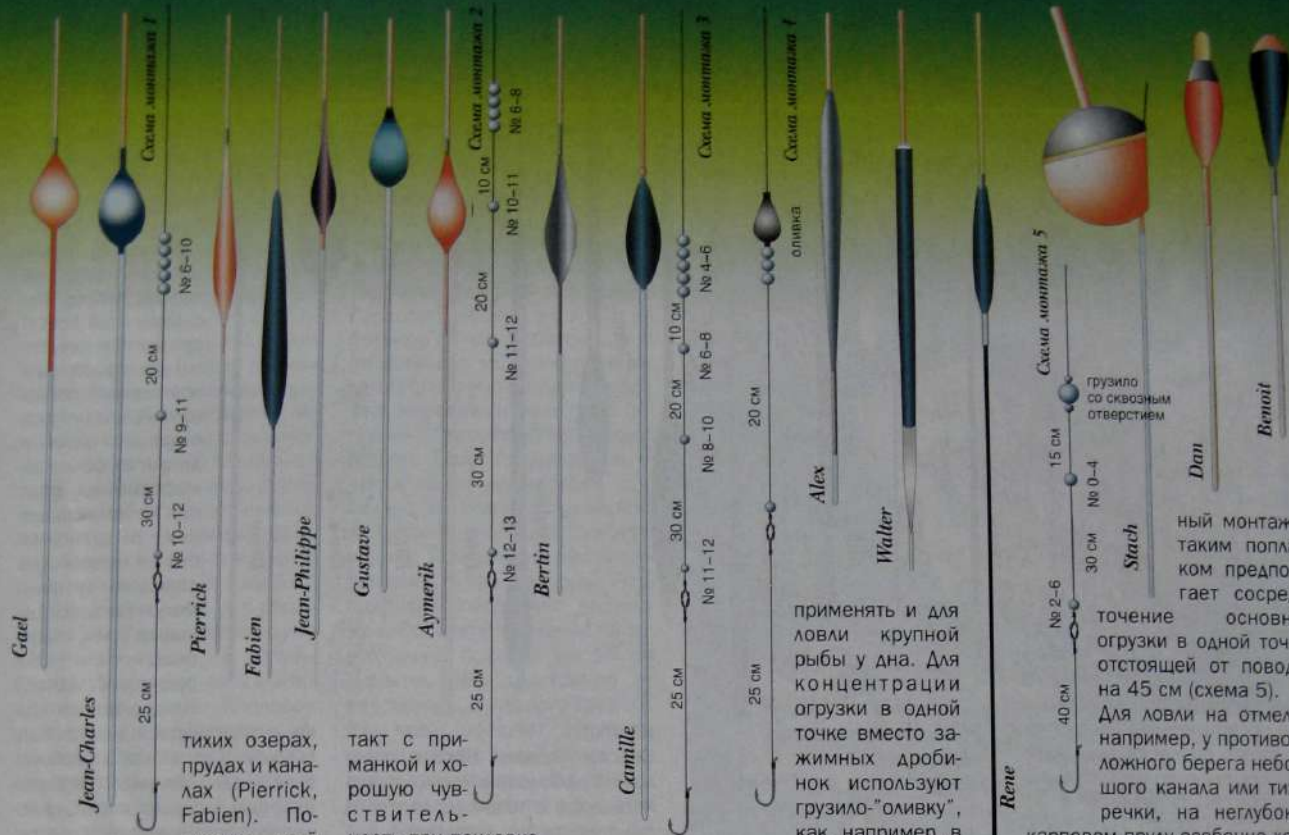 Gael
Jean-Charles
Схема монтажа 1
№ 6-10
20 см
№ 9-11
30 см
№ 10-12
25 см
Pierrick
Fabien
Jean-Philippe
Gustave
Aymerik
Схема монтажа 2
№ 6-8
10 см
№ 10-11
20 см
№ 11-12
30 см
№ 12-13
25 см
Bertin
Camille
Схема монтажа 3
№ 4-6
10 см
№ 6-8
20 см
№ 8-10
30 см
№ 11-12
25 см
Схема монтажа 4
оливка
20 см
25 см
Alex
Walter
Rene
Схема монтажа 5
грузило
со сквозным
отверстием
15 см
№ 0-4
30 см
№ 2-6
40 см
Stach
Dan
Benoit
тихих озерах,
прудах и кана-
лах (Pierrick,
Fabien). По-
такт с при-
манкой и хо-
рошую чув-
ствитель-
применять и для
ловли крупной
рыбы у дна. Для
концентрации
огрузки в одной
точке вместо за-
жимных дроби-
нок используют
грузило-"оливку",
как например в
ный монтаж
таким попла
ком предпо
гает сосред
точение основн
огрузки в одной точк
отстоящей от повод
на 45 см (схема 5).
Для ловли на отмел
например, у противо
ложного берега небо
шого канала или тих
речки, на неглубок